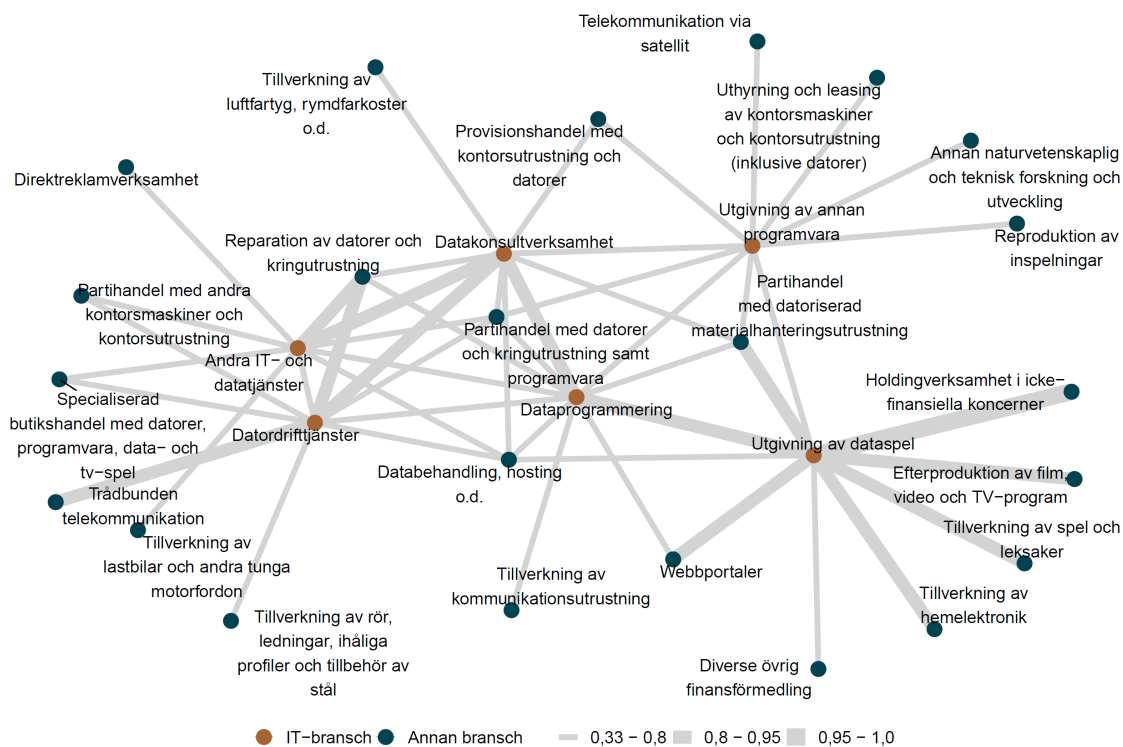 Telekommunikation via
satellit
Tillverkning av
luftfartyg, rymdfarkoster
o.d.
Uthyrning och leasing
av kontorsmaskiner
och kontorsutrustning
(inklusive datorer)
Provisionshandel med
kontorsutrustning och
datorer
Annan naturvetenskaplig
och teknisk forskning och
utveckling
Direktreklamverksamhet
Utgivning av annan
programvara
Reparation av datorer och
kringutrustning
Datakonsultverksamhet
Reproduktion av
inspelningar
Partihandel med andra
kontorsmaskiner och
kontorsutrustning
Partihandel
med datoriserad
materialhanteringsutrustning
Partihandel med datorer
och kringutrustning samt
programvara
Andra IT− och
datatjänster
Holdingverksamhet i icke−
finansiella koncerner
Specialiserad
butikshandel med datorer,
programvara, data− och
tv−spel
Dataprogrammering
Datordrifttjänster
Utgivning av dataspel
Databehandling, hosting
o.d.
Efterproduktion av film,
video och TV−program
Trådbunden
telekommunikation
Tillverkning av spel och
leksaker
Tillverkning av
lastbilar och andra tunga
motorfordon
Webbportaler
Tillverkning av
kommunikationsutrustning
Tillverkning av
hemelektronik
Tillverkning av rör,
ledningar, ihåliga
profiler och tillbehör av
stål
Diverse övrig
finansförmedling
IT−bransch Annan bransch 0,33 − 0,8 0,8 − 0,95 0,95 − 1,0